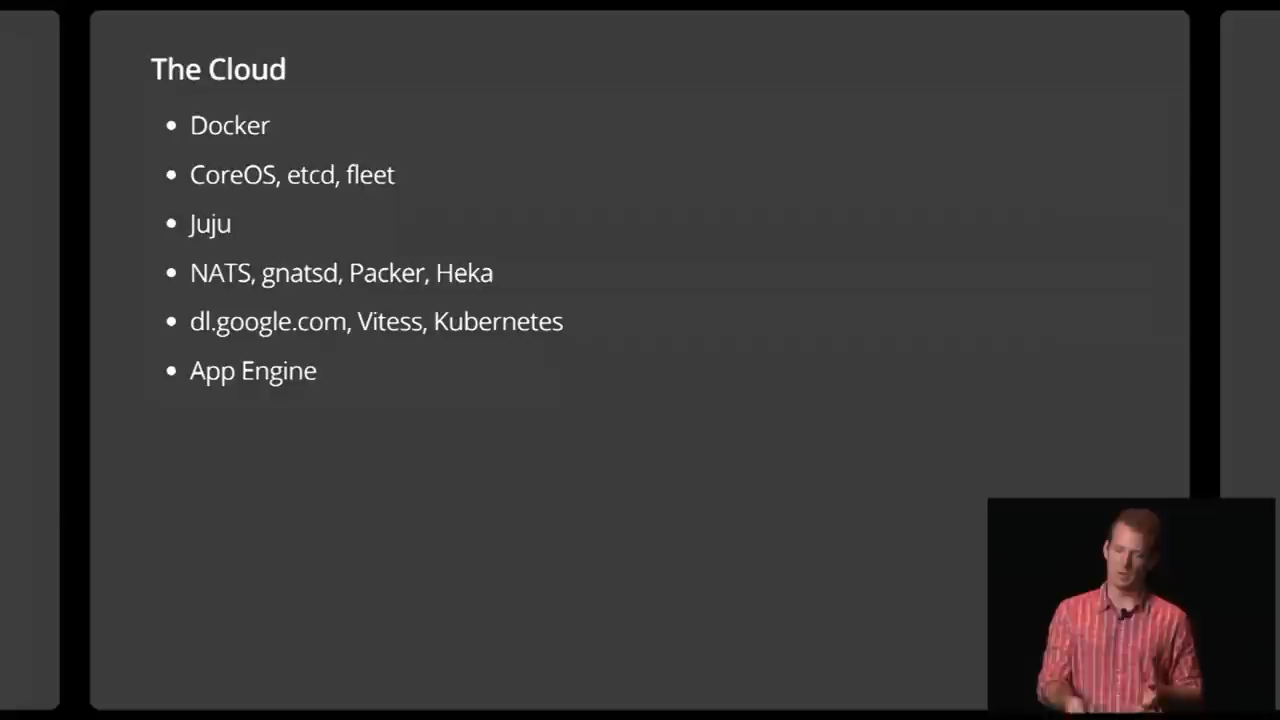 The Cloud
Docker
CoreOS, etcd, fleet
Juju
NATS, gnatsd, Packer, Heka
dl.google.com, Vitess, Kubernetes
App Engine